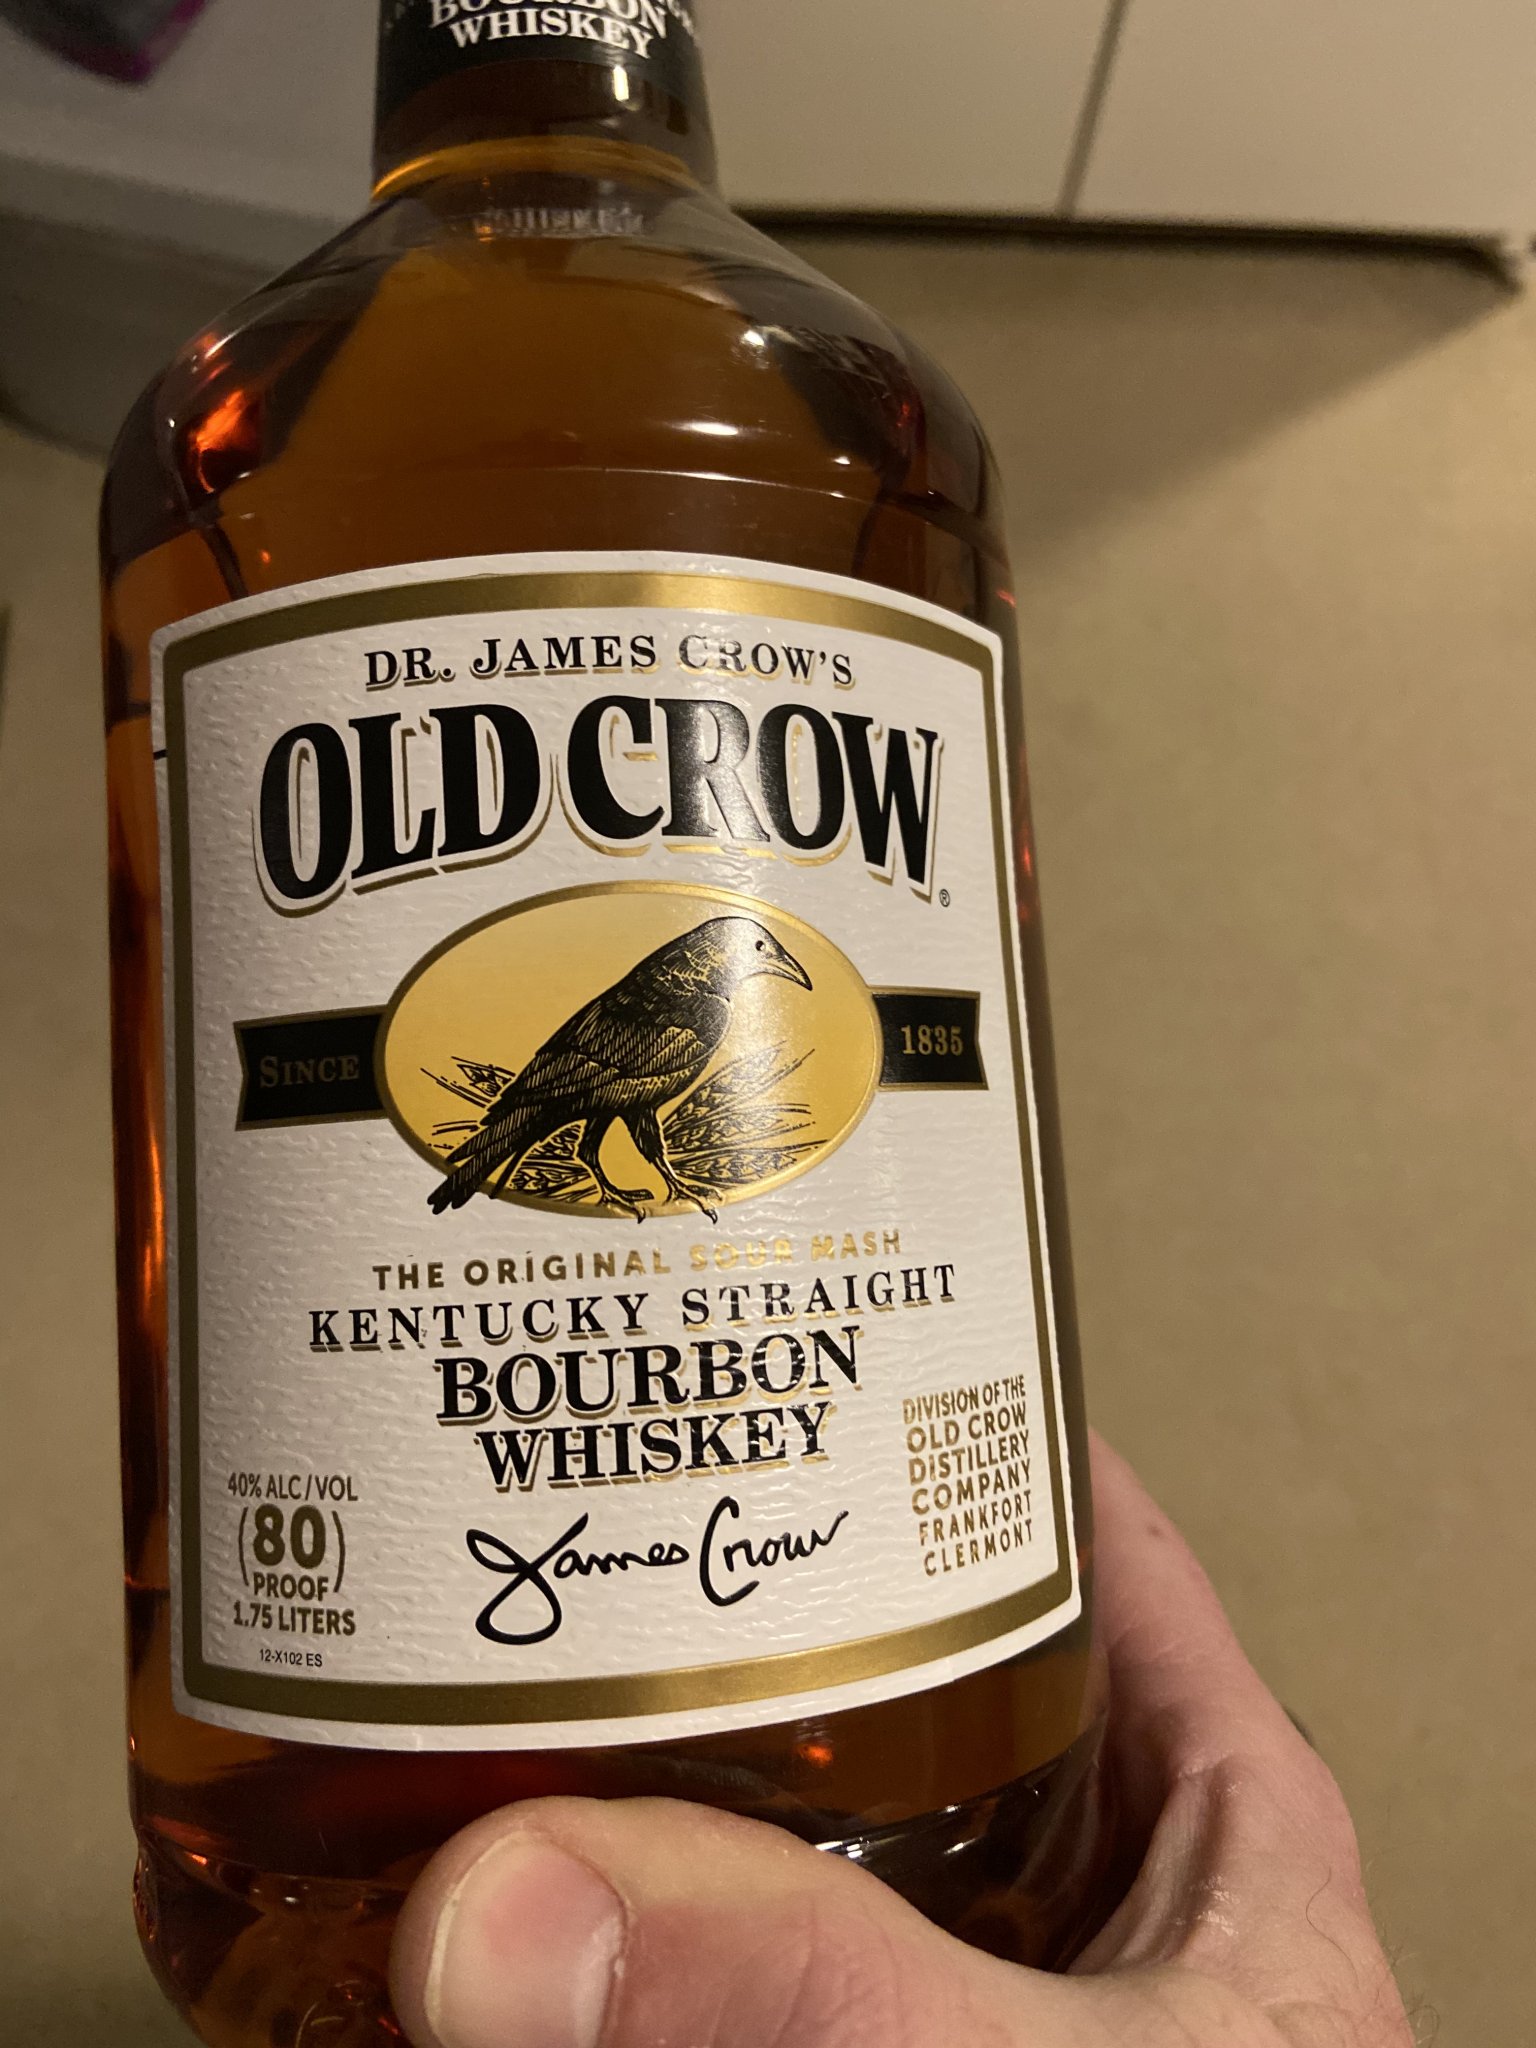 BOURBON
WHISKEY
DR. JAMES CROW'S
OLD CROW®
SINCE 1835
THE ORIGINAL SOUR MASH
KENTUCKY STRAIGHT
BOURBON
WHISKEY
James Crow
40% ALC/VOL
(80)
PROOF
1.75 LITERS
12-X102 ES
DIVISION OF THE
OLD CROW
DISTILLERY
COMPANY
FRANKFORT
CLERMONT